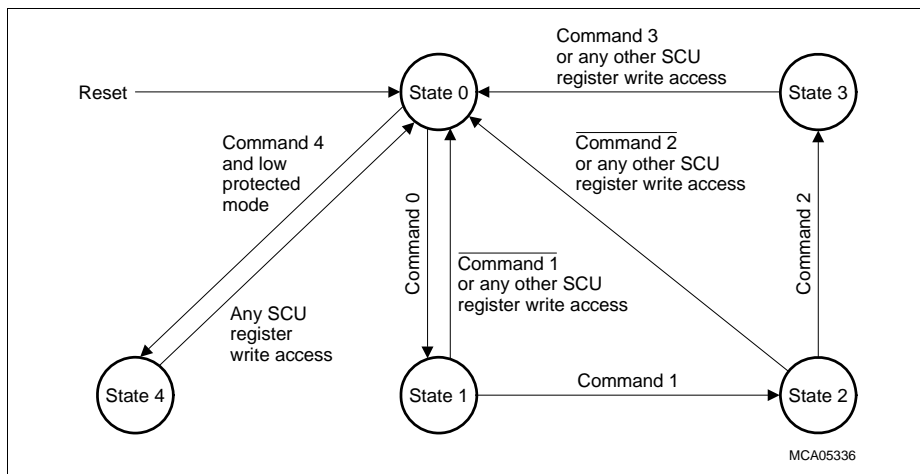 Command 3
or any other SCU
register write access
Reset
State 0
State 3
Command 4
and low
protected
mode
Command 0
Command 2
or any other SCU
register write access
Command 2
Command 1
or any other SCU
register write access
Any SCU
register
write access
State 4
State 1
Command 1
State 2
MCA05336